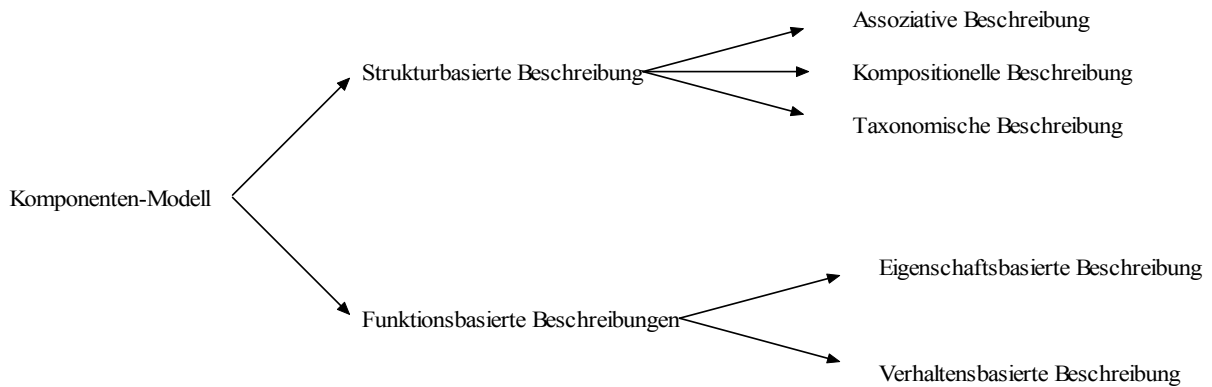 Assoziative Beschreibung
Strukturbasierte Beschreibung
Kompositionelle Beschreibung
Taxonomische Beschreibung
Komponenten-Modell
Eigenschaftsbasierte Beschreibung
Funktionsbasierte Beschreibungen
Verhaltensbasierte Beschreibung